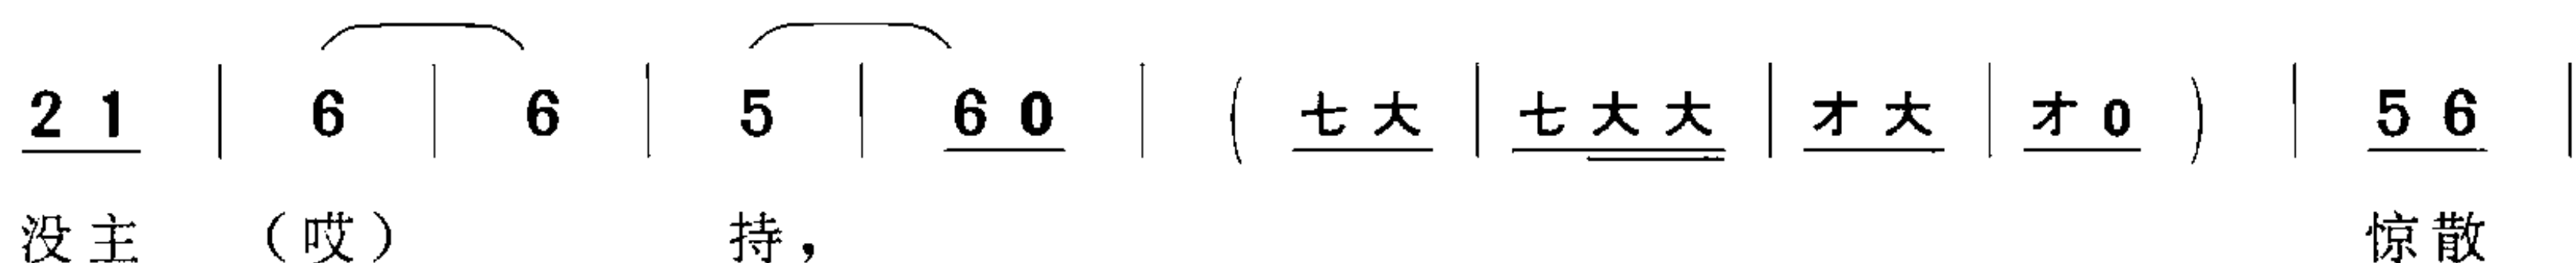 2 1 | 6 | 6 | 5 | 6 0 | ( 七 大 | 七 大 大 | 才 大 | 才 0 ) | 5 6 |
没主 （哎） 持， 惊散